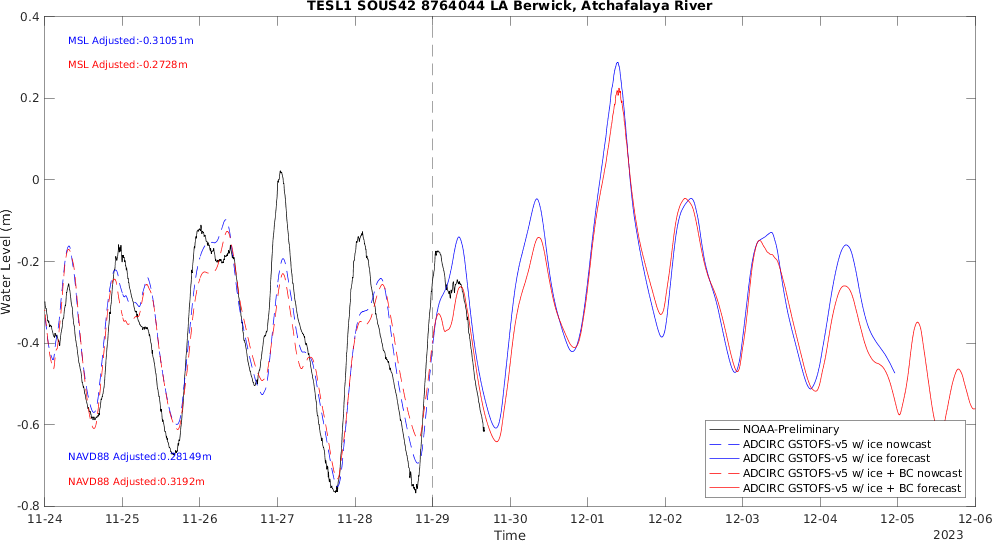 TESL1 SOUS42 8764044 LA Berwick, Atchafalaya River
MSL Adjusted:-0.31051m
MSL Adjusted:-0.2728m
NAVD88 Adjusted:0.28149m
NAVD88 Adjusted:0.3192m
Water Level (m)
0.4
0.2
0
-0.2
-0.4
-0.6
-0.8
NOAA-Preliminary
ADCIRC GSTOFS-v5 w/ ice nowcast
ADCIRC GSTOFS-v5 w/ ice forecast
ADCIRC GSTOFS-v5 w/ ice + BC nowcast
ADCIRC GSTOFS-v5 w/ ice + BC forecast
11-24 11-25 11-26 11-27 11-28 11-29 11-30 12-01 12-02 12-03 12-04 12-05 12-06
Time
2023